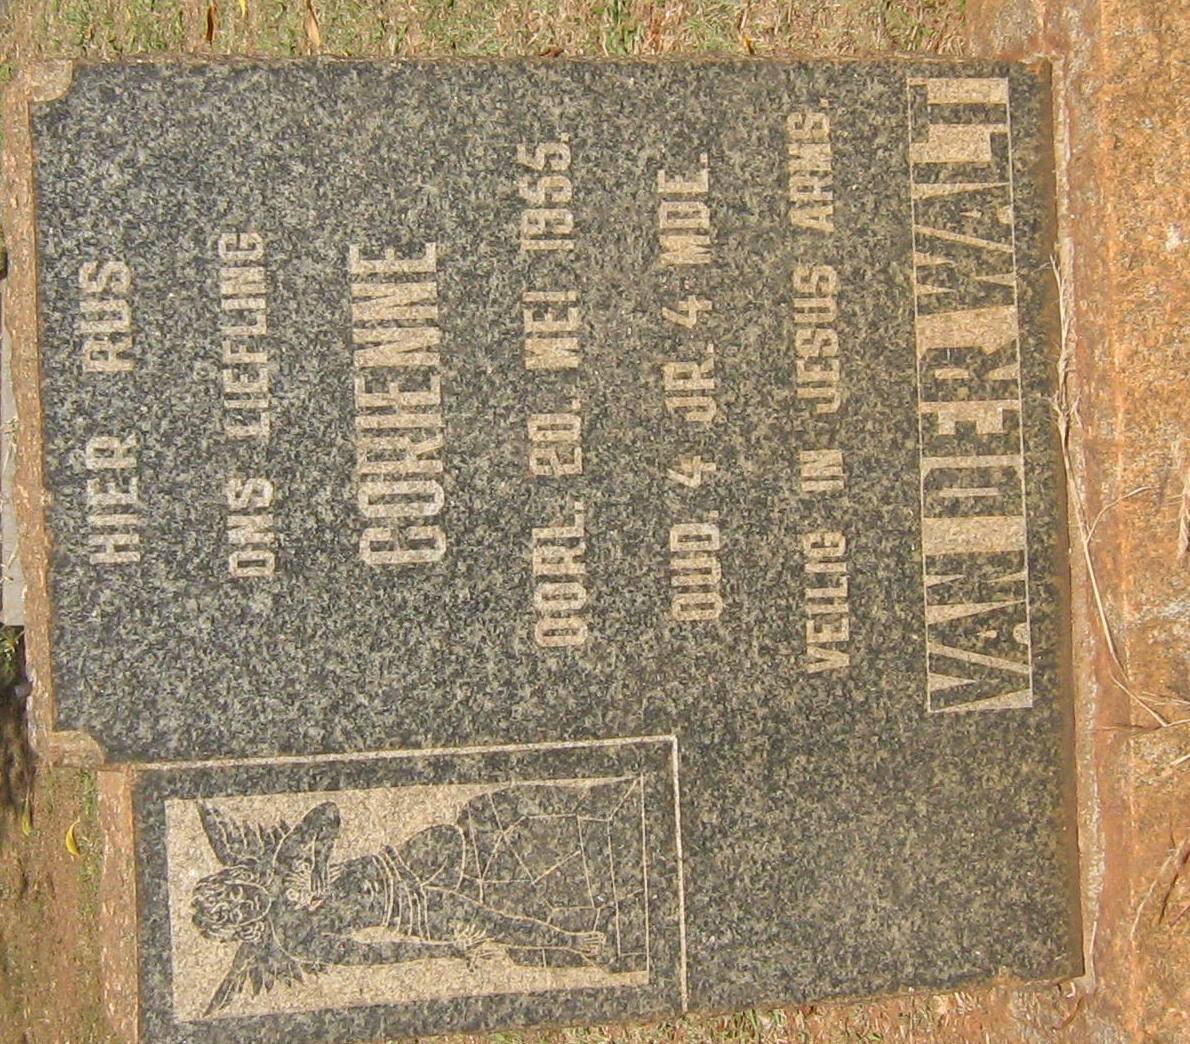 HIER RUS
ONS LIEFLING
CORIENNE
OORL. 20. MEI 1955.
OUD. 4 JR. 4 MDE.
VEILIG IN JESUS ARMS.
VAN DER WALT